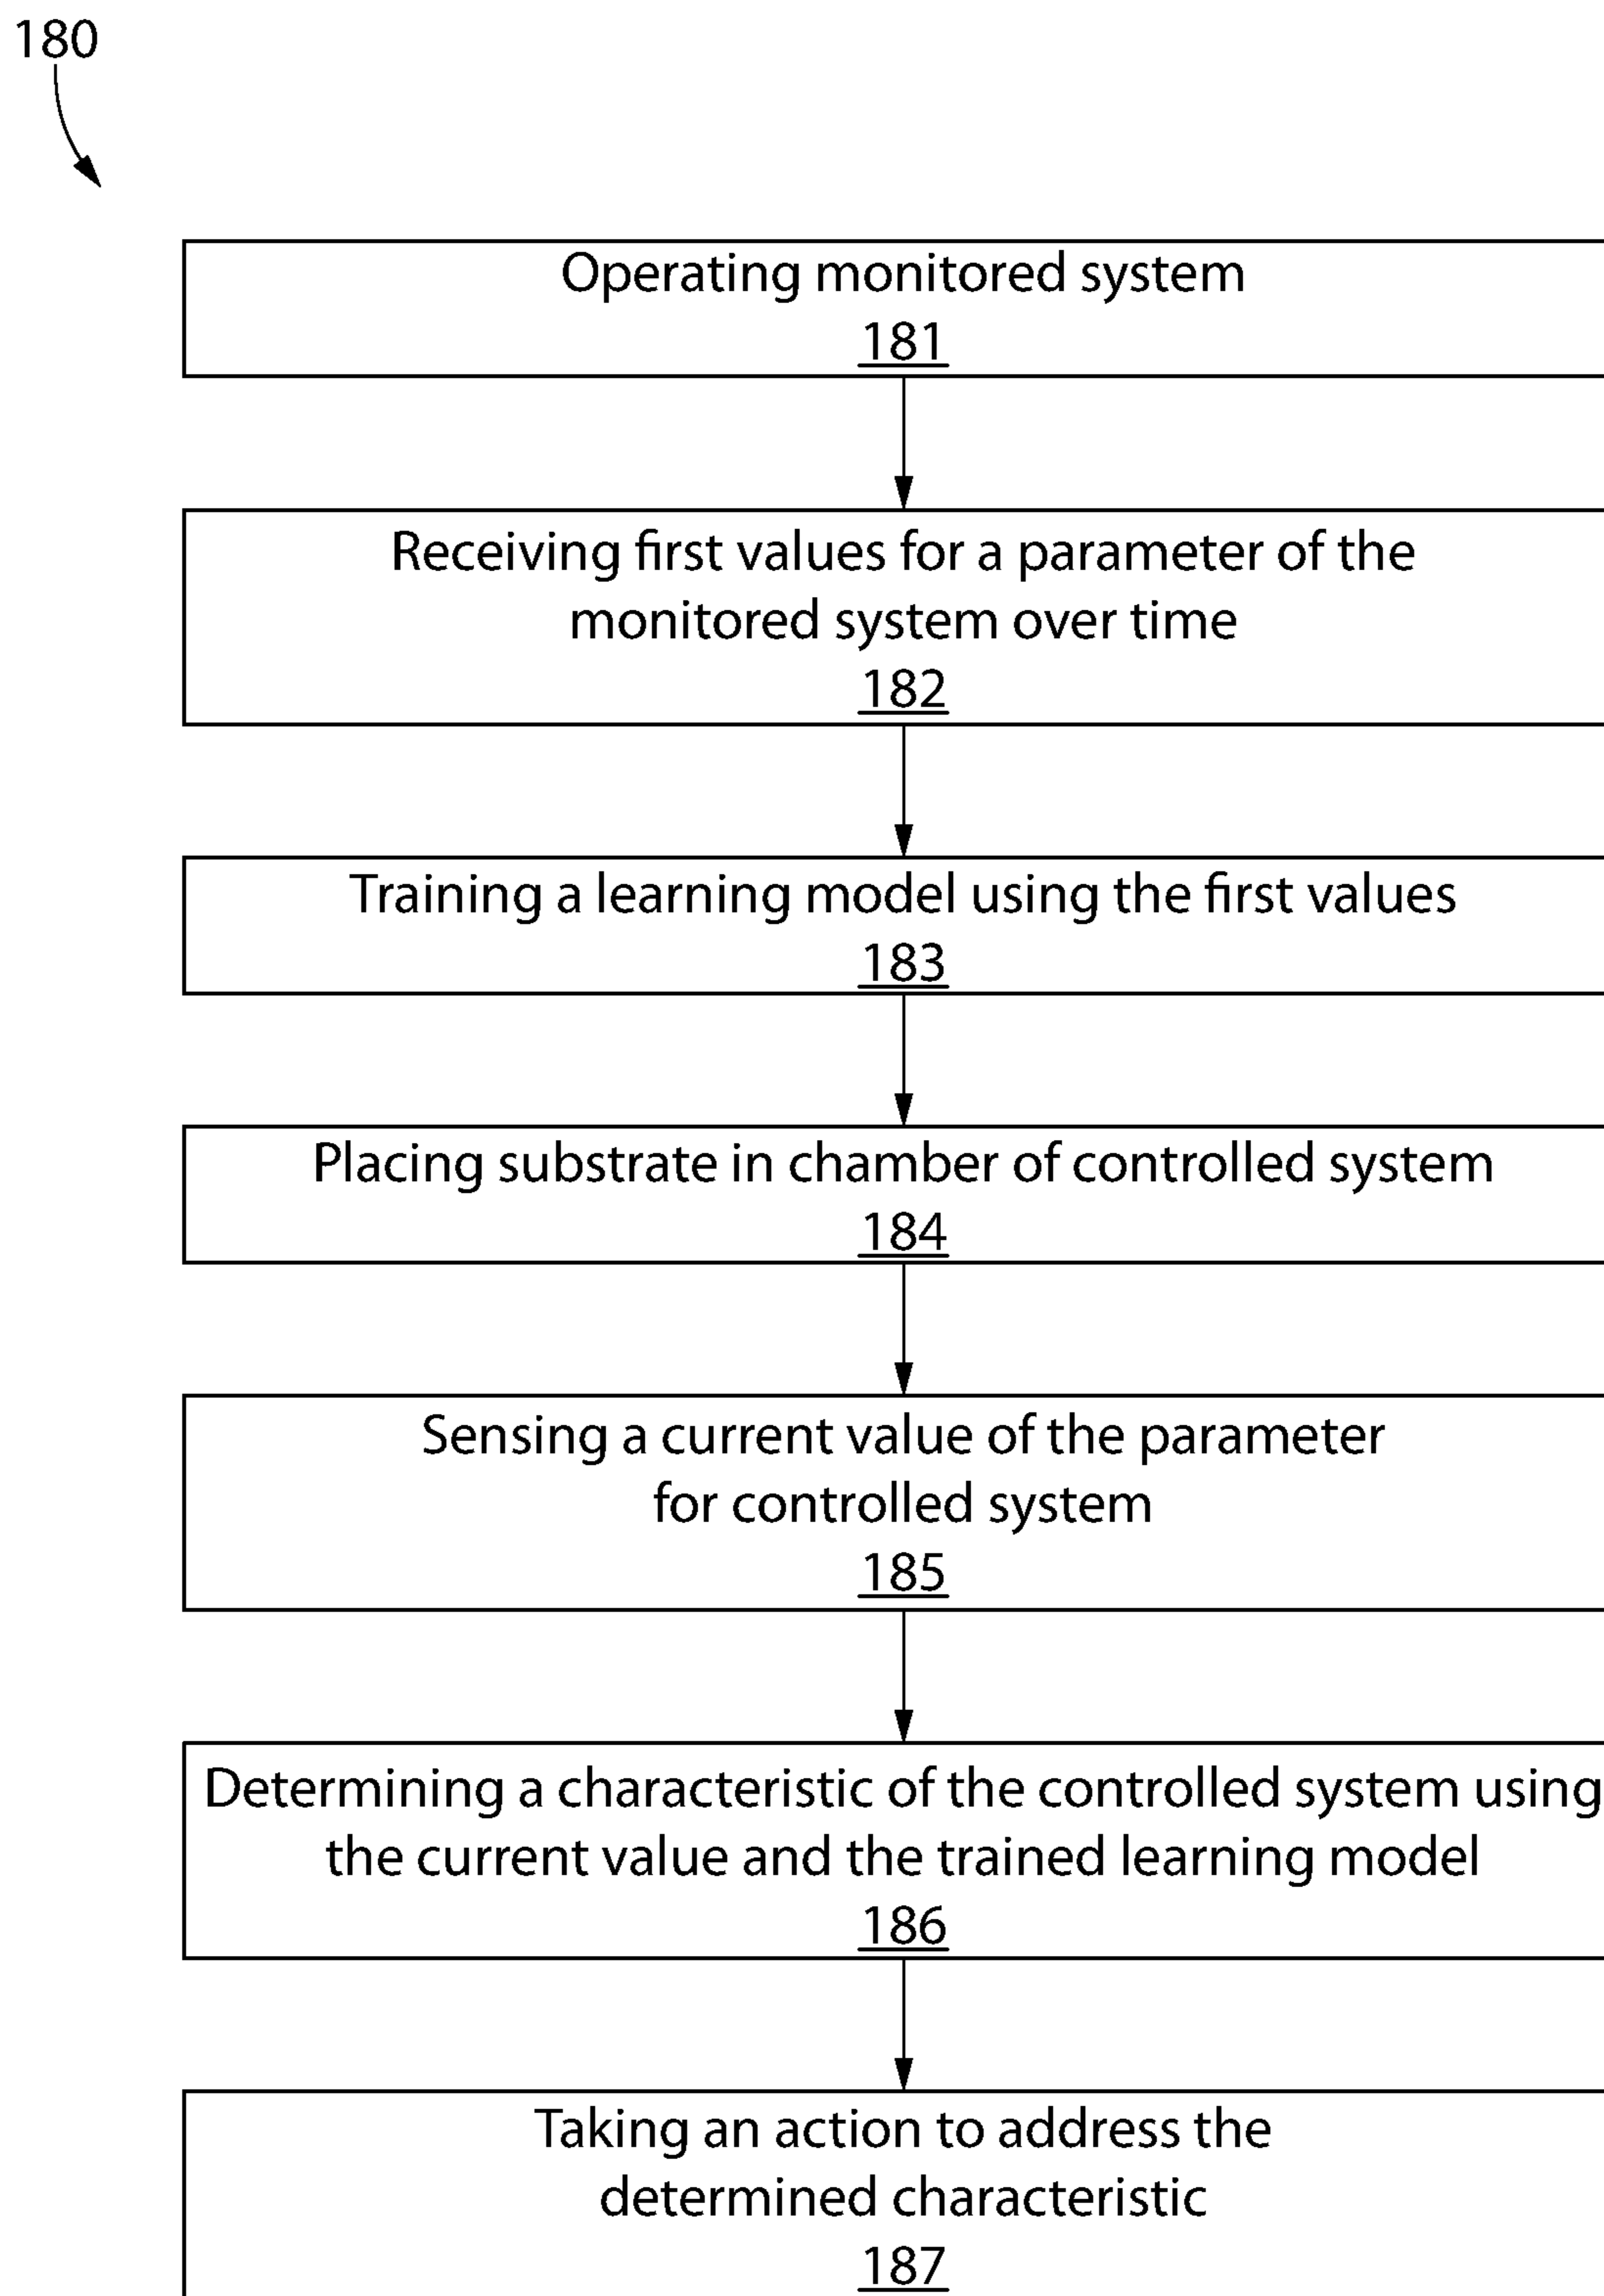 180
Operating monitored system
181
Receiving first values for a parameter of the
monitored system over time
182
Training a learning model using the first values
183
Placing substrate in chamber of controlled system
184
Sensing a current value of the parameter
for controlled system
185
Determining a characteristic of the controlled system using
the current value and the trained learning model
186
Taking an action to address the
determined characteristic
187